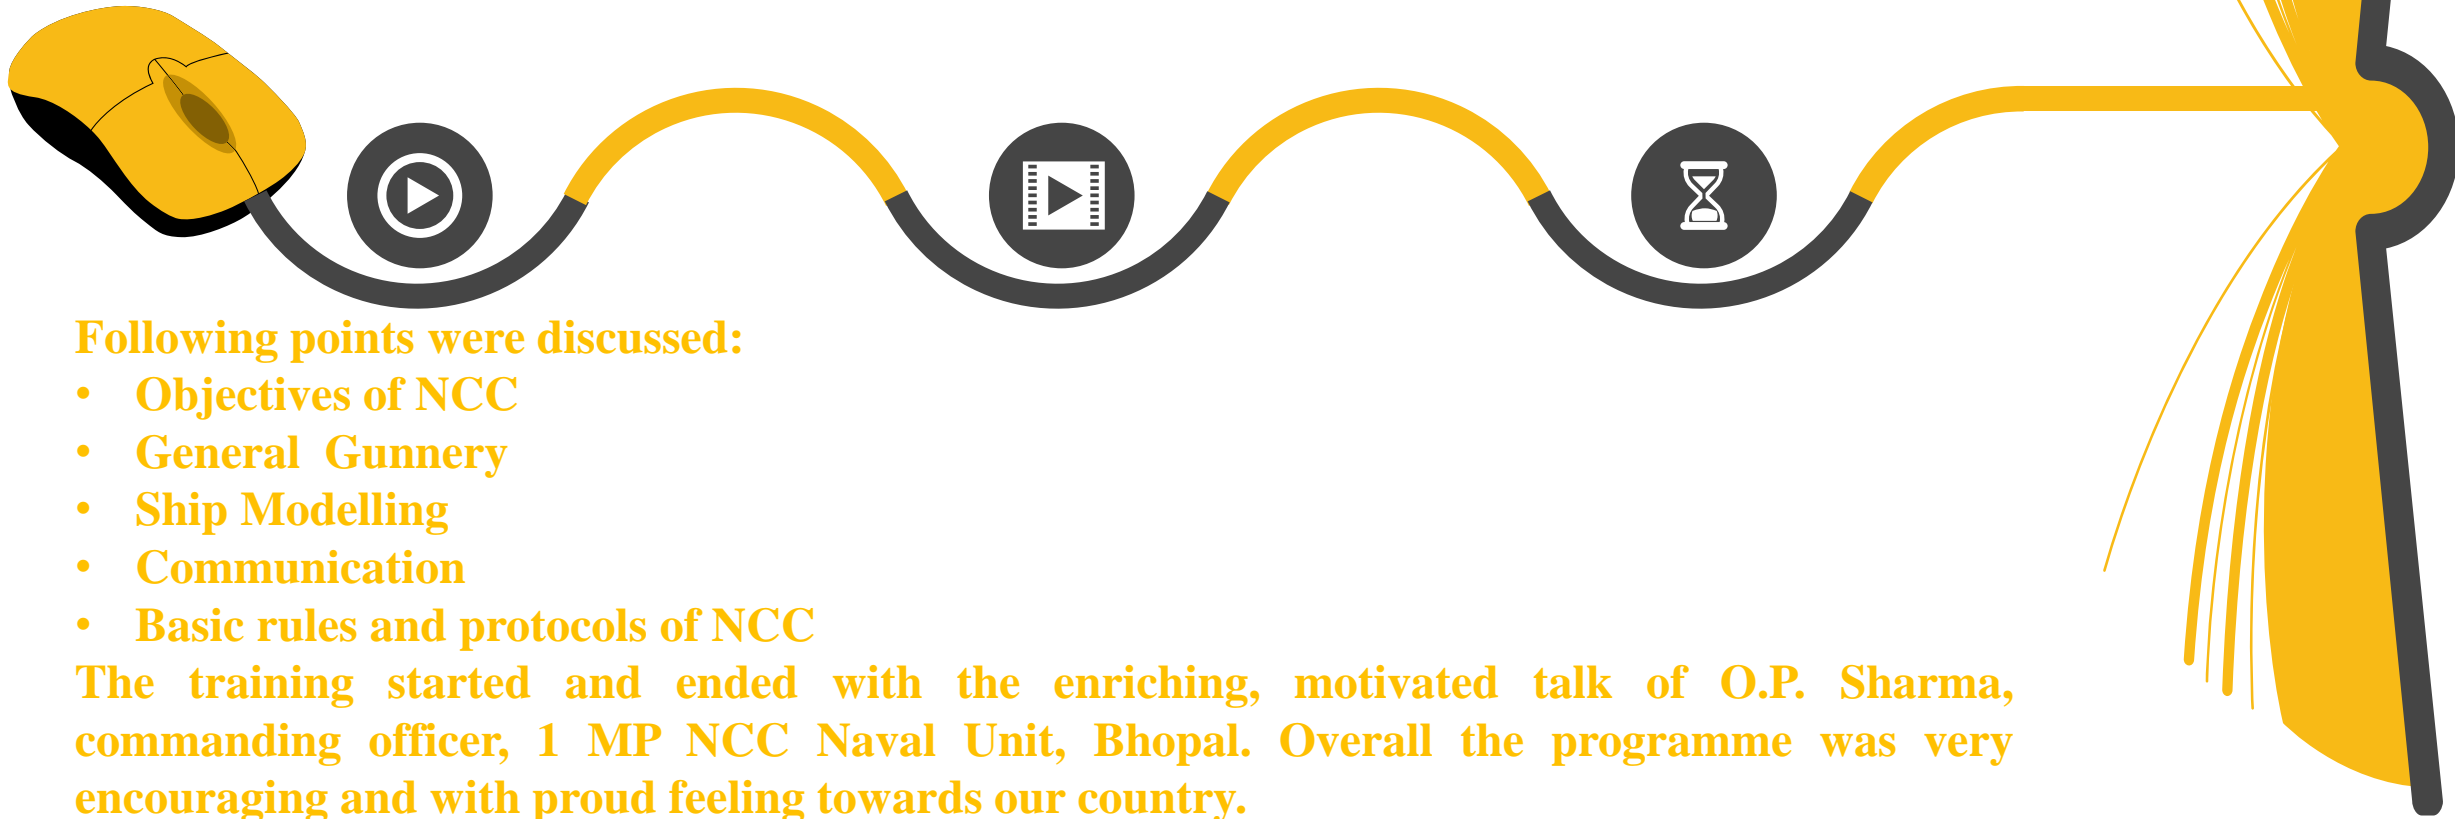 Following points were discussed:
• Objectives of NCC
• General Gunnery
• Ship Modelling
• Communication
• Basic rules and protocols of NCC
The training started and ended with the enriching, motivated talk of O.P. Sharma,
commanding officer, 1 MP NCC Naval Unit, Bhopal. Overall the programme was very
encouraging and with proud feeling towards our country.